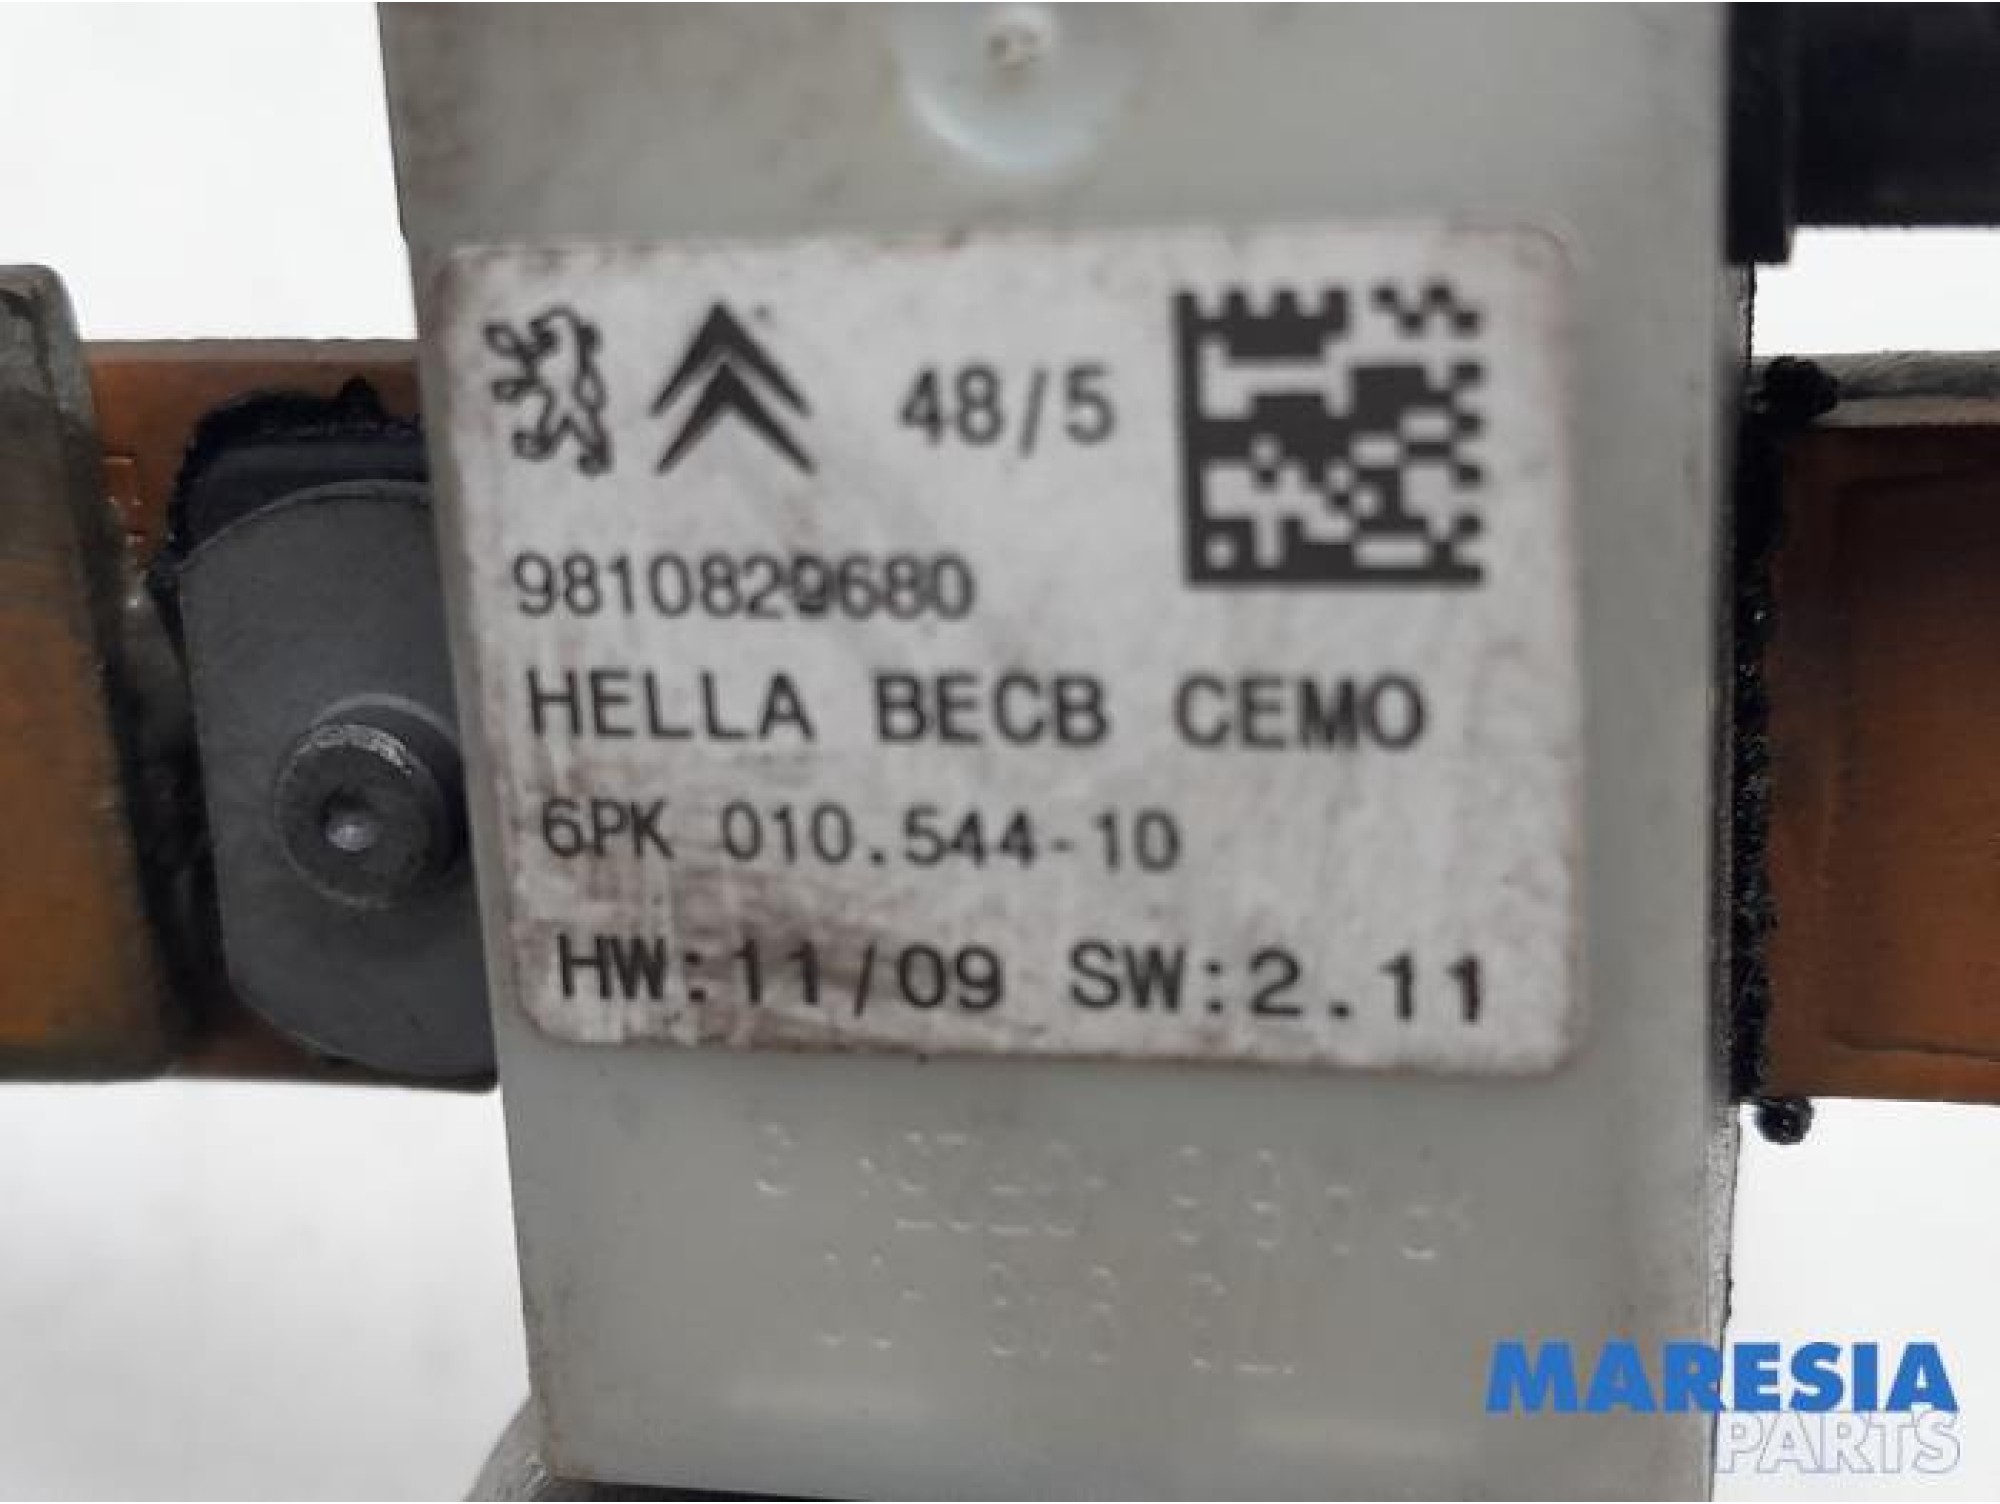 48/5
9810829680
HELLA BECB CEMO
6PK 010.544-10
HW:11/09 SW:2.11
MARESIA
PARTS